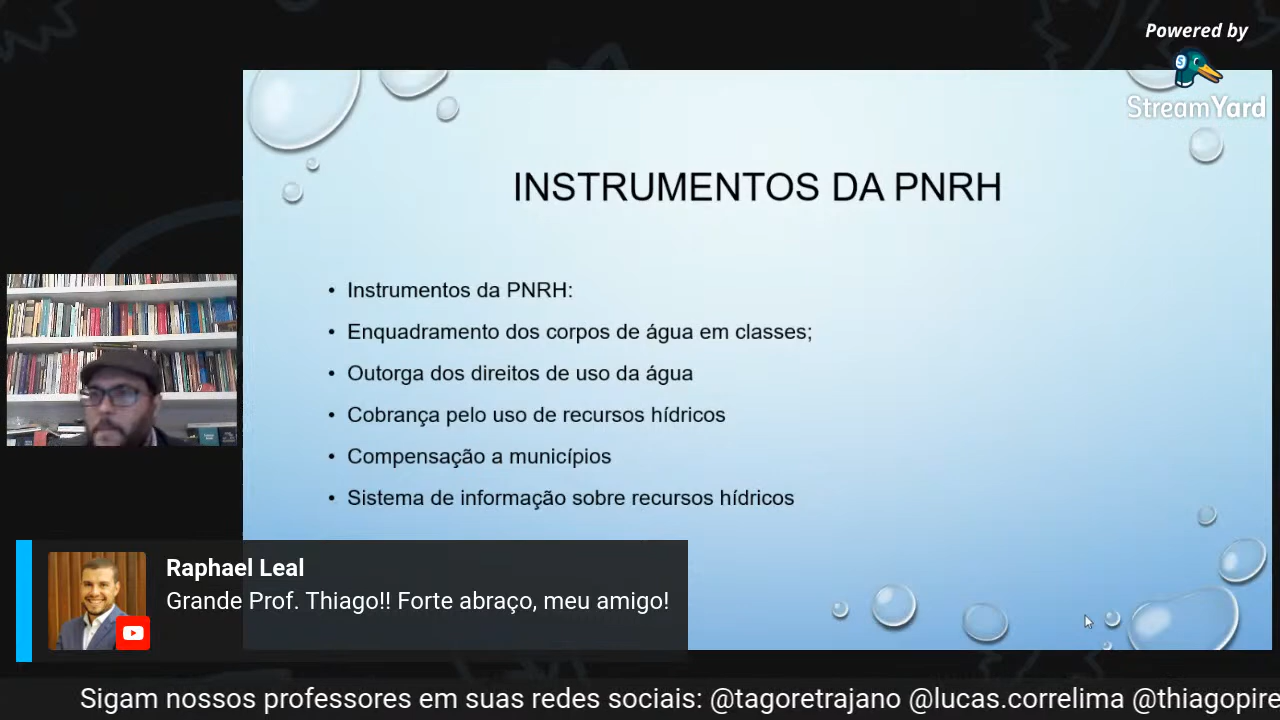 Powered by
StreamYard
INSTRUMENTOS DA PNRH
• Instrumentos da PNRH:
• Enquadramento dos corpos de água em classes;
• Outorga dos direitos de uso da água
• Cobrança pelo uso de recursos hídricos
• Compensação a municípios
• Sistema de informação sobre recursos hídricos
Raphael Leal
Grande Prof. Thiago!! Forte abraço, meu amigo!
Sigam nossos professores em suas redes sociais: @tagoretrajano @lucas.correlima @thiagopire